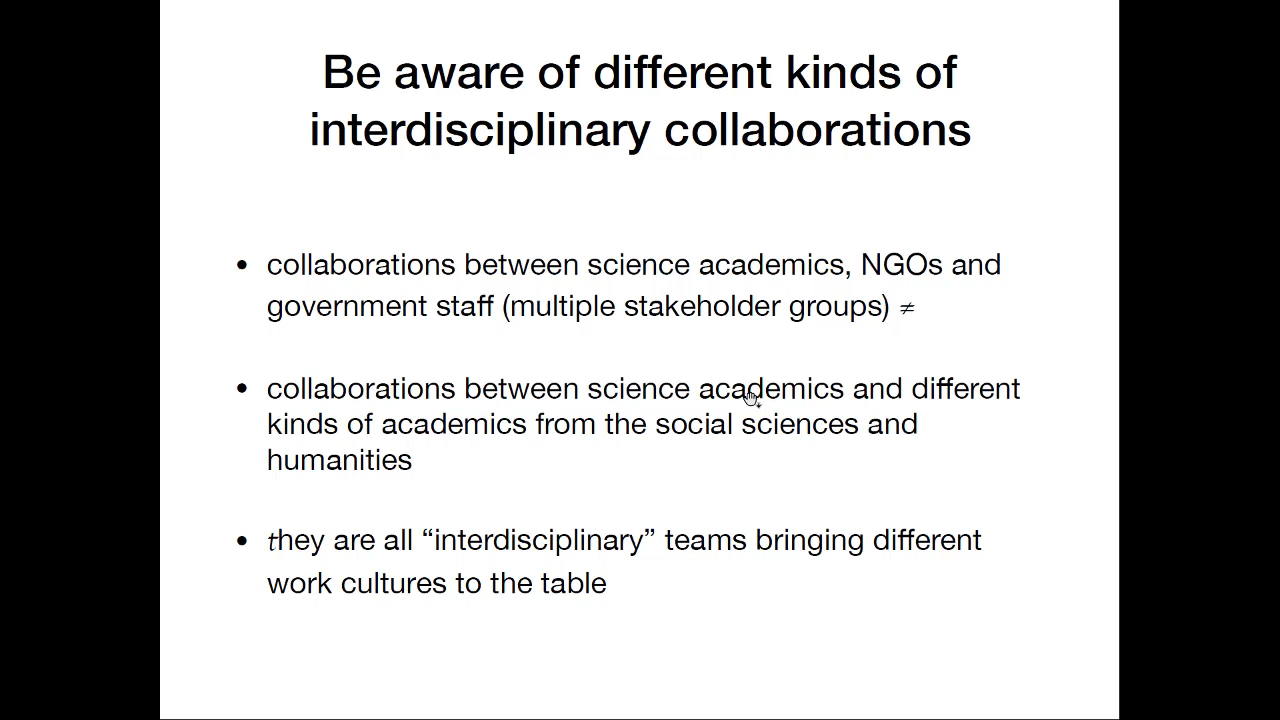 Be aware of different kinds of
interdisciplinary collaborations
• collaborations between science academics, NGOs and
government staff (multiple stakeholder groups) ≠
• collaborations between science academics and different
kinds of academics from the social sciences and
humanities
• they are all “interdisciplinary” teams bringing different
work cultures to the table